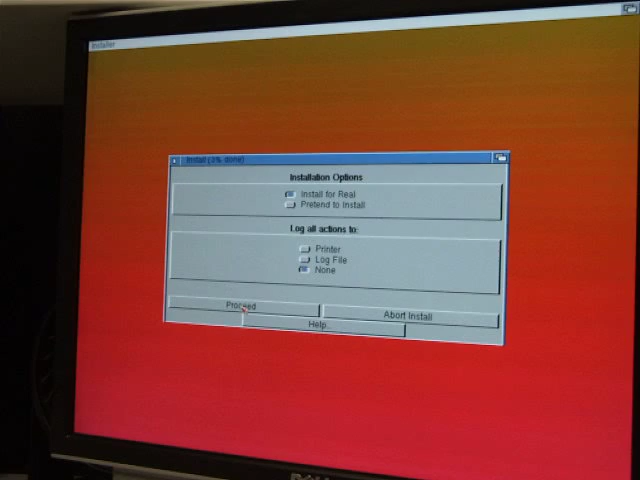 Installer
Install (3% done)
Installation Options
Install for Real
Pretend to Install
Log all actions to:
Printer
Log File
None
Proceed
Abort Install
Help...